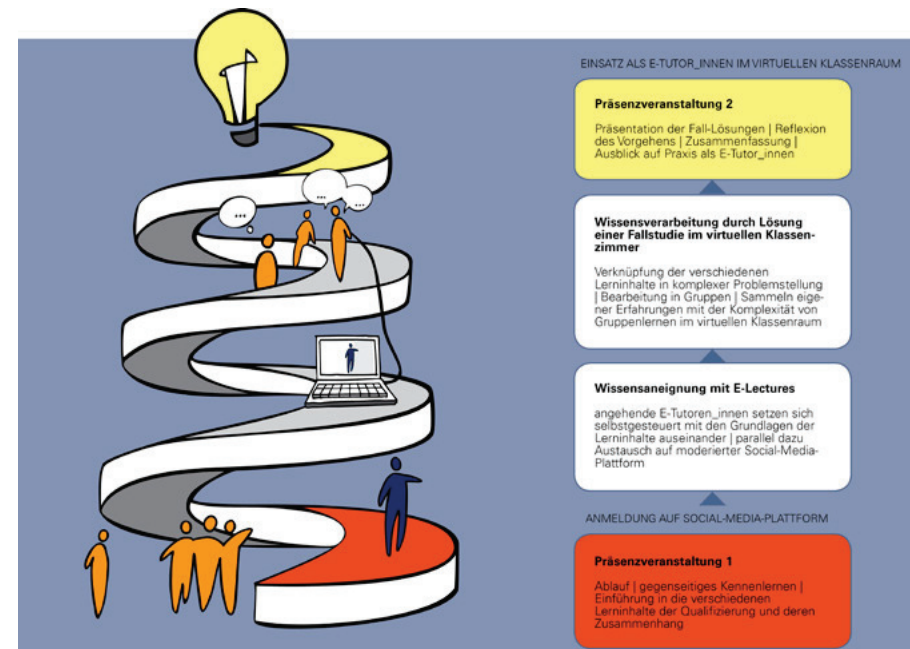 EINSATZ ALS E-TUTOR_INNEN IM VIRTUELLEN KLASSENRAUM
Präsenzveranstaltung 2
Präsentation der Fall-Lösungen | Reflexion
des Vorgehens | Zusammenfassung |
Ausblick auf Praxis als E-Tutor_innen
Wissensverarbeitung durch Lösung
einer Fallstudie im virtuellen Klassen-
zimmer
Verknüpfung der verschiedenen
Lerninhalte in komplexer Problemstellung
| Bearbeitung in Gruppen | Sammeln eige-
ner Erfahrungen mit der Komplexität von
Gruppenlernen im virtuellen Klassenraum
Wissensaneignung mit E-Lectures
angehende E-Tutoren_innen setzen sich
selbstgesteuert mit den Grundlagen der
Lerninhalte auseinander | parallel dazu
Austausch auf moderierter Social-Media-
Plattform
ANMELDUNG AUF SOCIAL-MEDIA-PLATTFORM
Präsenzveranstaltung 1
Ablauf | gegenseitiges Kennenlernen |
Einführung in die verschiedenen
Lerninhalte der Qualifizierung und deren
Zusammenhang
...
...